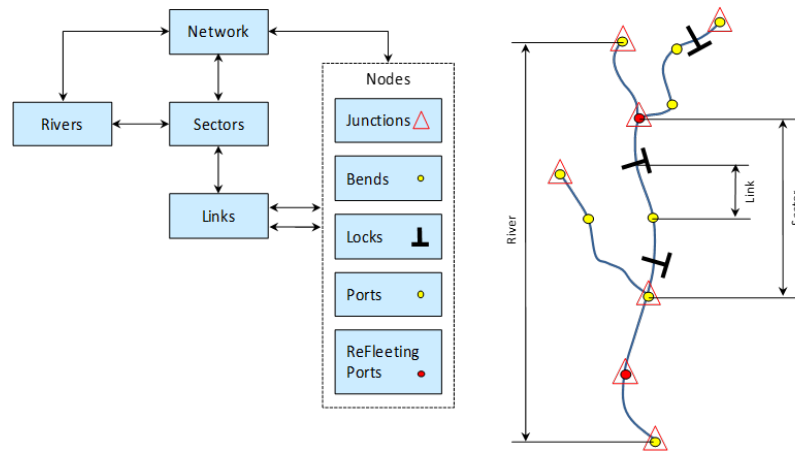 Network
Nodes
Rivers
Sectors
Junctions
Bends
Links
Locks
Ports
ReFleeting
Ports
River
Link